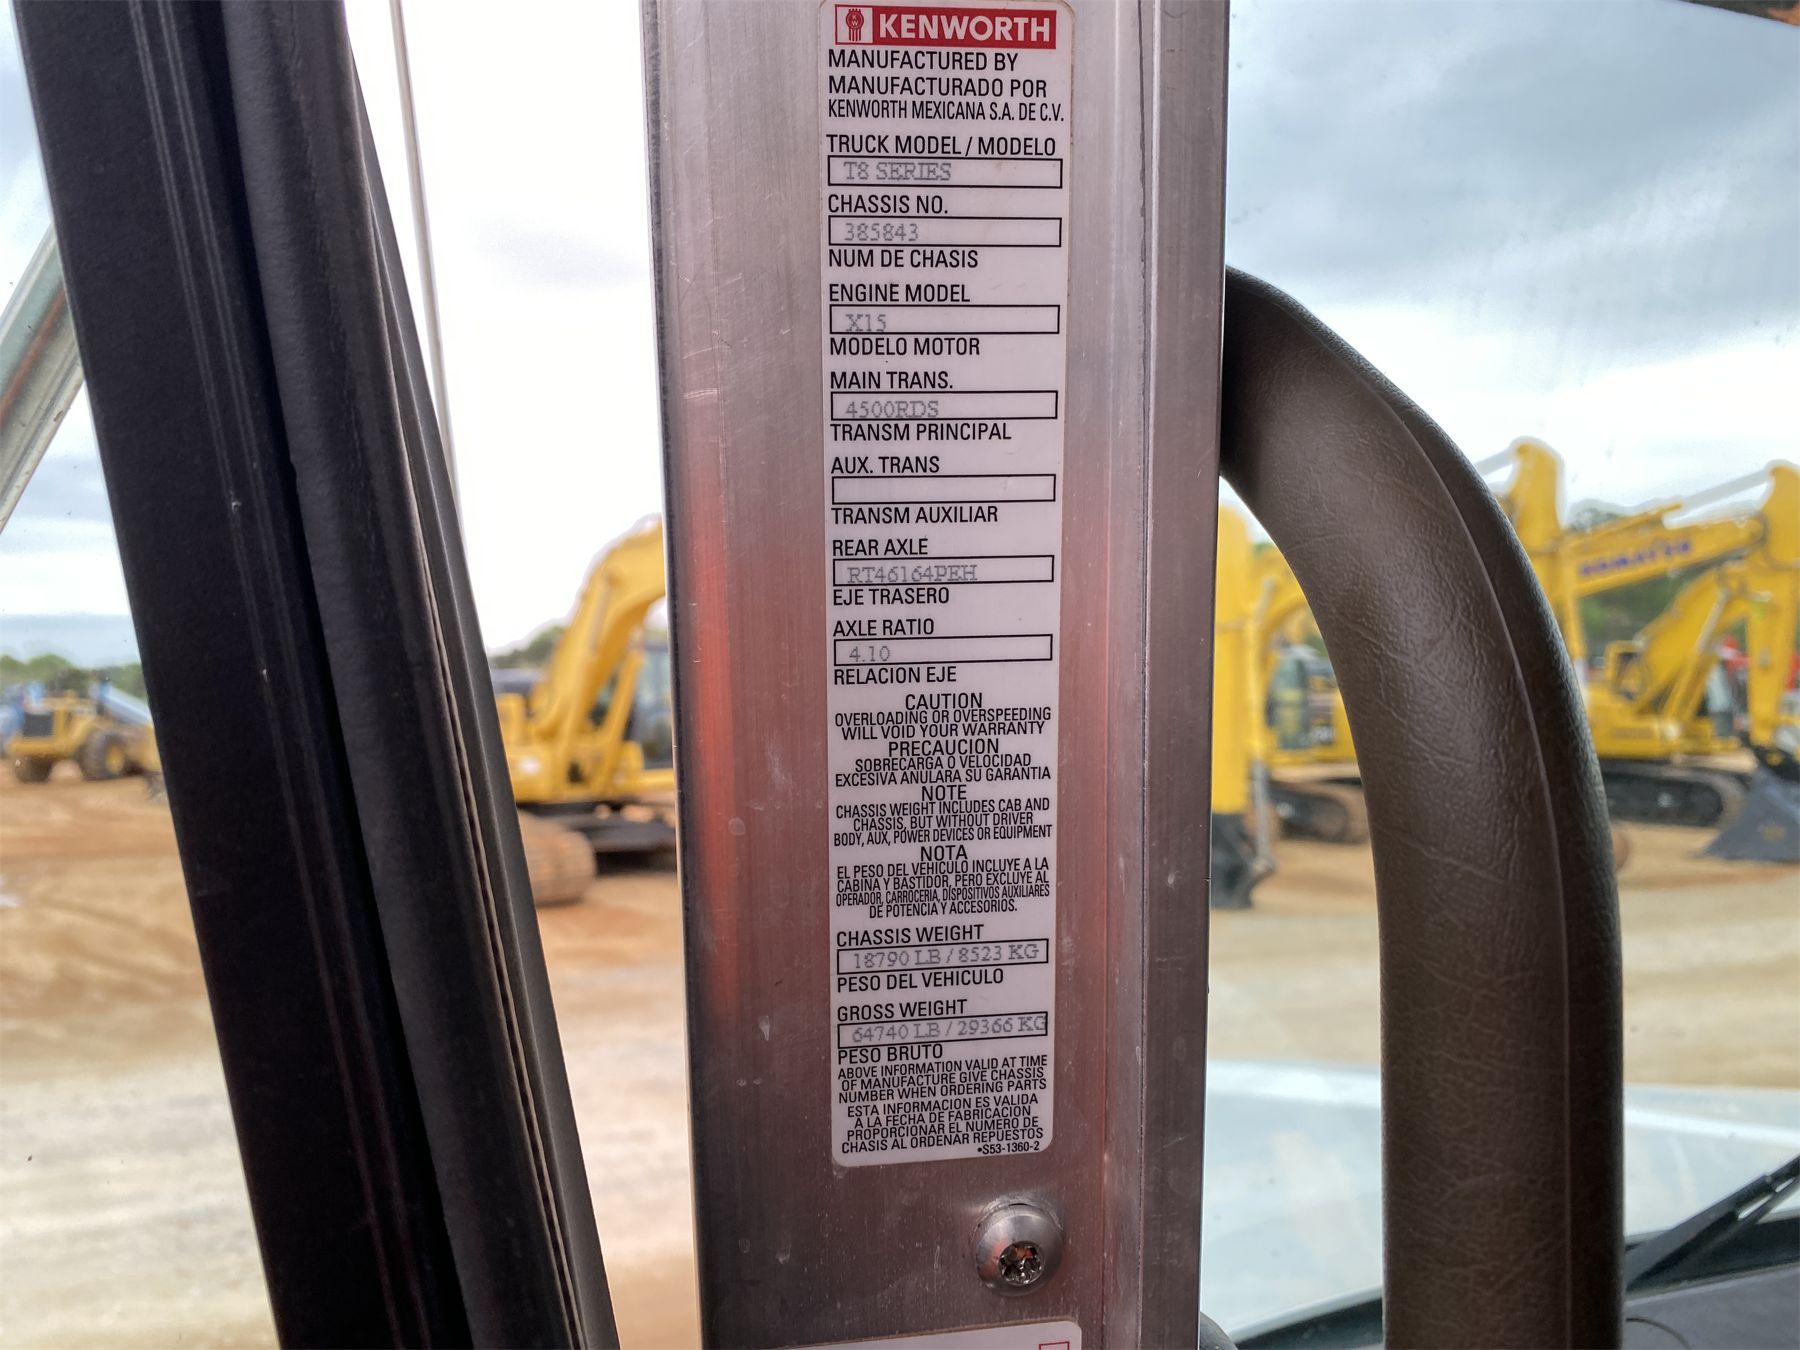 KENWORTH
MANUFACTURED BY
MANUFACTURADO POR
KENWORTH MEXICANA S.A. DE C.V.
TRUCK MODEL / MODELO
T8 SERIES
CHASSIS NO.
385843
NUM DE CHASIS
ENGINE MODEL
X15
MODELO MOTOR
MAIN TRANS.
4500RDS
TRANSM PRINCIPAL
AUX. TRANS
TRANSM AUXILIAR
REAR AXLE
RT46164PEH
EJE TRASERO
AXLE RATIO
4.10
RELACION EJE
CAUTION
OVERLOADING OR OVERSPEEDING
WILL VOID YOUR WARRANTY
PRECAUCION
SOBRECARGA O VELOCIDAD
EXCESIVA ANULARA SU GARANTIA
NOTE
CHASSIS WEIGHT INCLUDES CAB AND
CHASSIS, BUT WITHOUT DRIVER
BODY, AUX, POWER DEVICES OR EQUIPMENT
NOTA
EL PESO DEL VEHICULO INCLUYE A LA
CABINA Y BASTIDOR, PERO EXCLUYE AL
OPERADOR, CARROCERIA, DISPOSITIVOS AUXILIARES
DE POTENCIA Y ACCESORIOS.
CHASSIS WEIGHT
18790 LB / 8523 KG
PESO DEL VEHICULO
GROSS WEIGHT
64740 LB / 29366 KG
PESO BRUTO
ABOVE INFORMATION VALID AT TIME
OF MANUFACTURE GIVE CHASSIS
NUMBER WHEN ORDERING PARTS
ESTA INFORMACION ES VALIDA
A LA FECHA DE FABRICACION
PROPORCIONAR EL NUMERO DE
CHASIS AL ORDENAR REPUESTOS
•S53-1360-2
KOMATSU